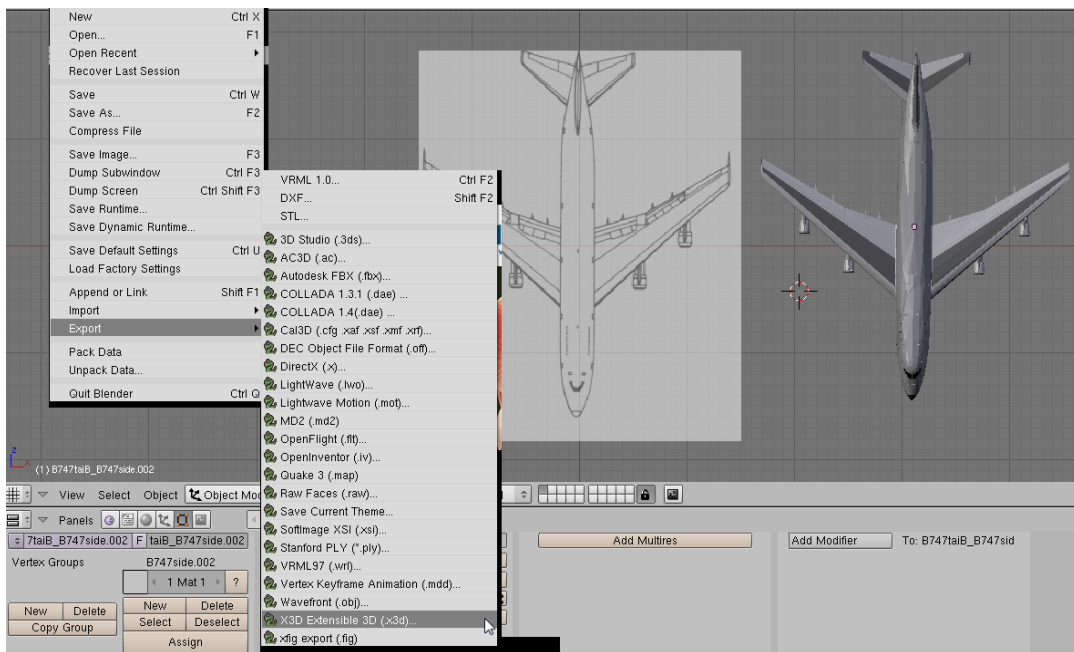 New Ctrl X
Open... F1
Open Recent
Recover Last Session
Save Ctrl W
Save As... F2
Compress File
Save Image... F3
Dump Subwindow Ctrl F3
Dump Screen Ctrl Shift F3
Save Runtime...
Save Dynamic Runtime...
Save Default Settings Ctrl U
Load Factory Settings
Append or Link Shift F1
Import
Export
Pack Data
Unpack Data...
Quit Blender Ctrl Q
VRML 1.0... Ctrl F2
DXF... Shift F2
STL...
3D Studio (.3ds)...
AC3D (.ac)...
Autodesk FBX (.fbx)...
COLLADA 1.3.1 (.dae) ...
COLLADA 1.4(.dae) ...
Cal3D (.cfg .xaf .xsf .xmf .xrf)...
DEC Object File Format (.off)...
DirectX (.x)...
LightWave (.lwo)...
Lightwave Motion (.mot)...
MD2 (.md2)
OpenFlight (.flt)...
OpenInventor (.iv)...
Quake 3 (.map)
Raw Faces (.raw)...
Save Current Theme...
SoftImage XSI (.xsi)...
Stanford PLY (*.ply)...
VRML97 (.wrl)...
Vertex Keyframe Animation (.mdd)...
Wavefront (.obj)...
X3D Extensible 3D (.x3d)...
xfig export (.fig)
z
x
(1) B747taiB_B747side.002
View Select Object Object Mod
Panels
7taiB_B747side.002 F taiB_B747side.002
Add Multires
Add Modifier To: B747taiB_B747sid
Vertex Groups B747side.002
1 Mat 1 ?
New Delete New Delete
Copy Group Select Deselect
Assign